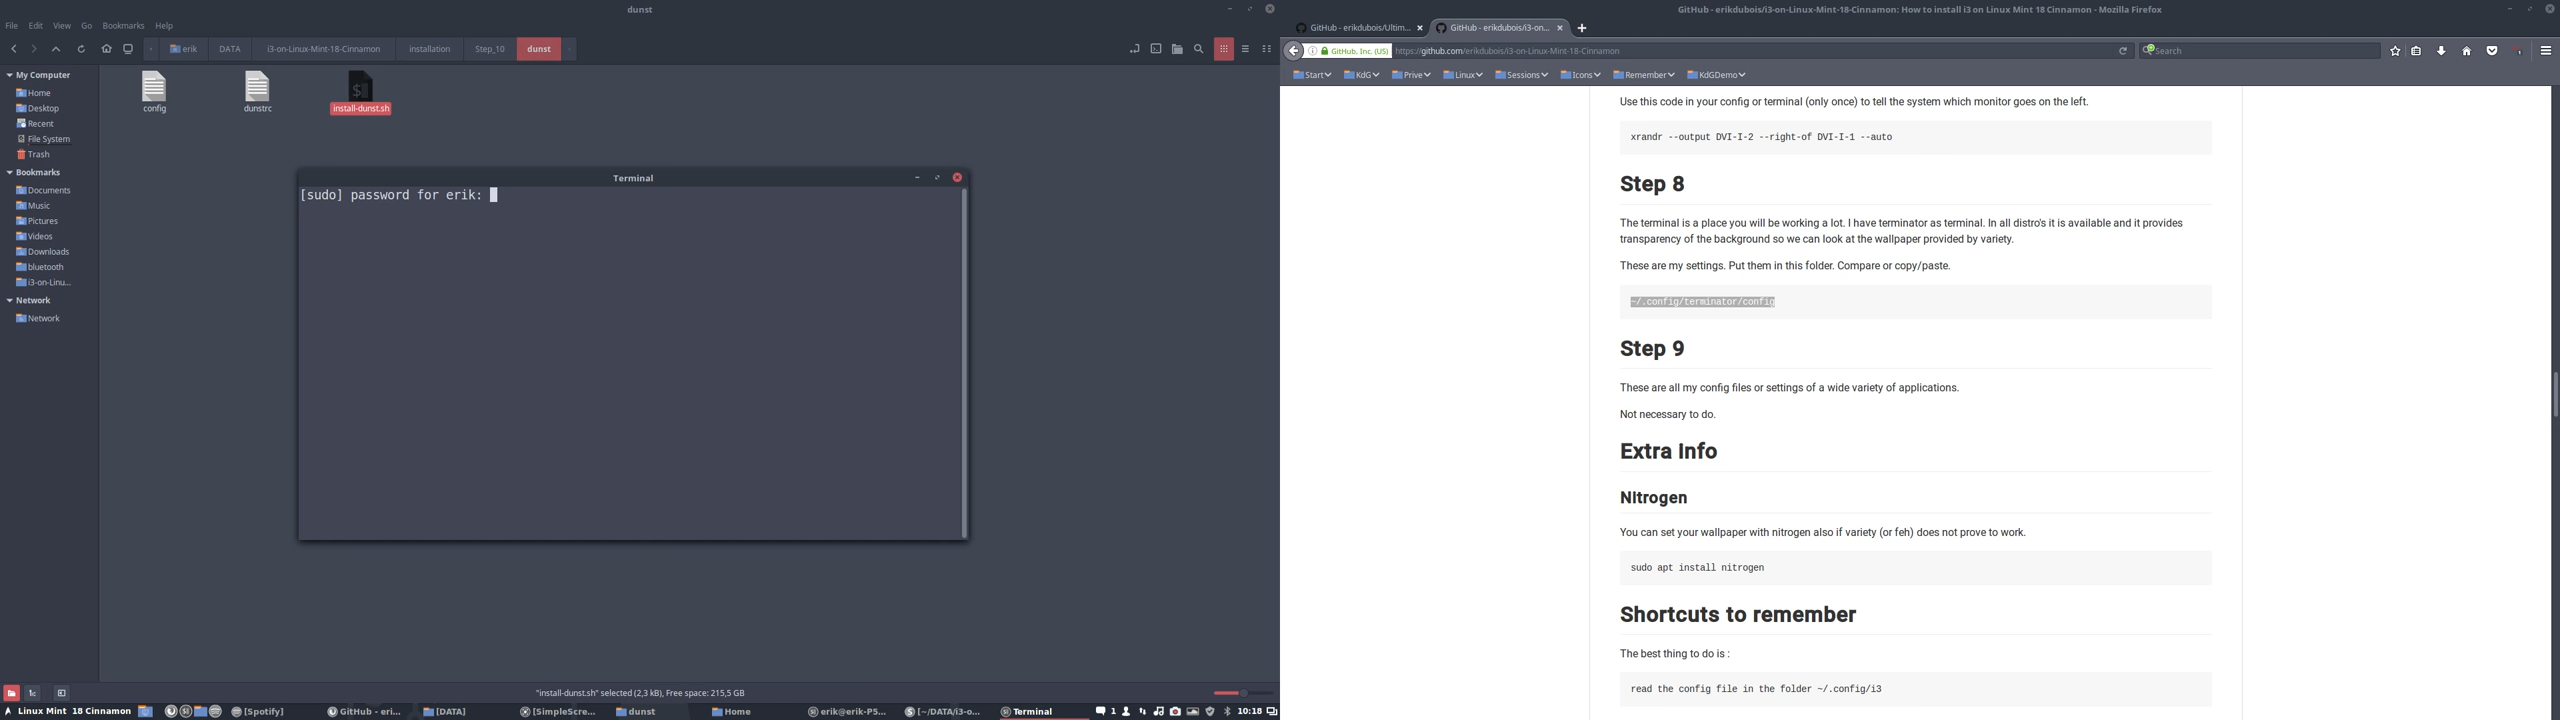 dunst
File Edit View Go Bookmarks Help
erik DATA i3-on-Linux-Mint-18-Cinnamon installation Step_10 dunst
My Computer
Home
Desktop
Recent
File System
Trash
Bookmarks
Documents
Music
Pictures
Videos
Downloads
bluetooth
i3-on-Linu...
Network
Network
config
dunstrc
install-dunst.sh
Terminal
[sudo] password for erik:
"install-dunst.sh" selected (2,3 kB), Free space: 215,5 GB
Linux Mint 18 Cinnamon
[Spotify]
GitHub - eri...
[DATA]
[SimpleScre...
dunst
Home
erik@erik-P5...
[~/DATA/i3-o...
Terminal
1
10:18
GitHub - erikdubois/i3-on-Linux-Mint-18-Cinnamon: How to install i3 on Linux Mint 18 Cinnamon - Mozilla Firefox
GitHub - erikdubois/Ultim...
GitHub - erikdubois/i3-on...
GitHub, Inc. (US)
https://github.com/erikdubois/i3-on-Linux-Mint-18-Cinnamon
Search
Start KdG Prive Linux Sessions Icons Remember KdGDemo
Use this code in your config or terminal (only once) to tell the system which monitor goes on the left.
xrandr --output DVI-I-2 --right-of DVI-I-1 --auto
Step 8
The terminal is a place you will be working a lot. I have terminator as terminal. In all distro's it is available and it provides
transparency of the background so we can look at the wallpaper provided by variety.
These are my settings. Put them in this folder. Compare or copy/paste.
~/.config/terminator/config
Step 9
These are all my config files or settings of a wide variety of applications.
Not necessary to do.
Extra Info
Nitrogen
You can set your wallpaper with nitrogen also if variety (or feh) does not prove to work.
sudo apt install nitrogen
Shortcuts to remember
The best thing to do is :
read the config file in the folder ~/.config/i3